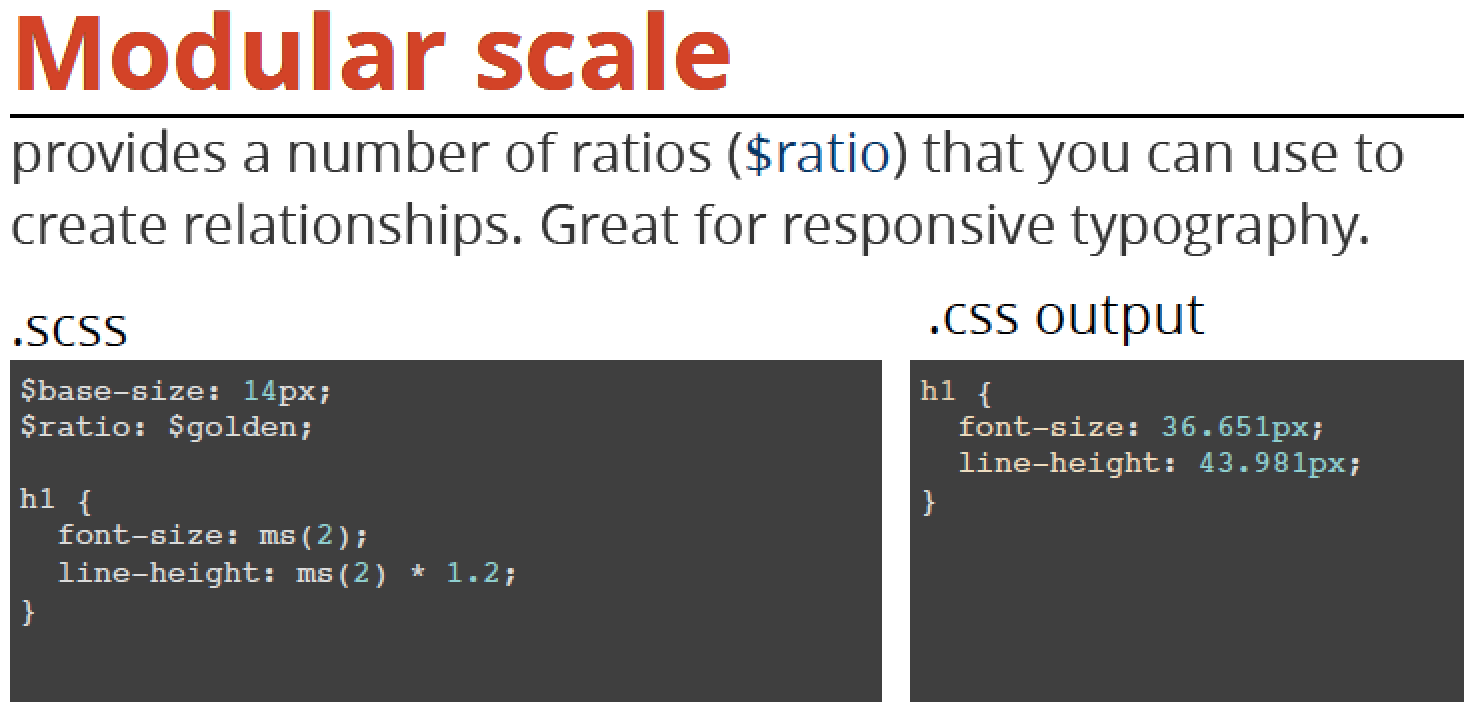 Modular scale
provides a number of ratios ($ratio) that you can use to
create relationships. Great for responsive typography.
.scss
$base-size: 14px;
$ratio: $golden;
h1 {
font-size: ms(2);
line-height: ms(2) * 1.2;
}
.css output
h1 {
font-size: 36.651px;
line-height: 43.981px;
}